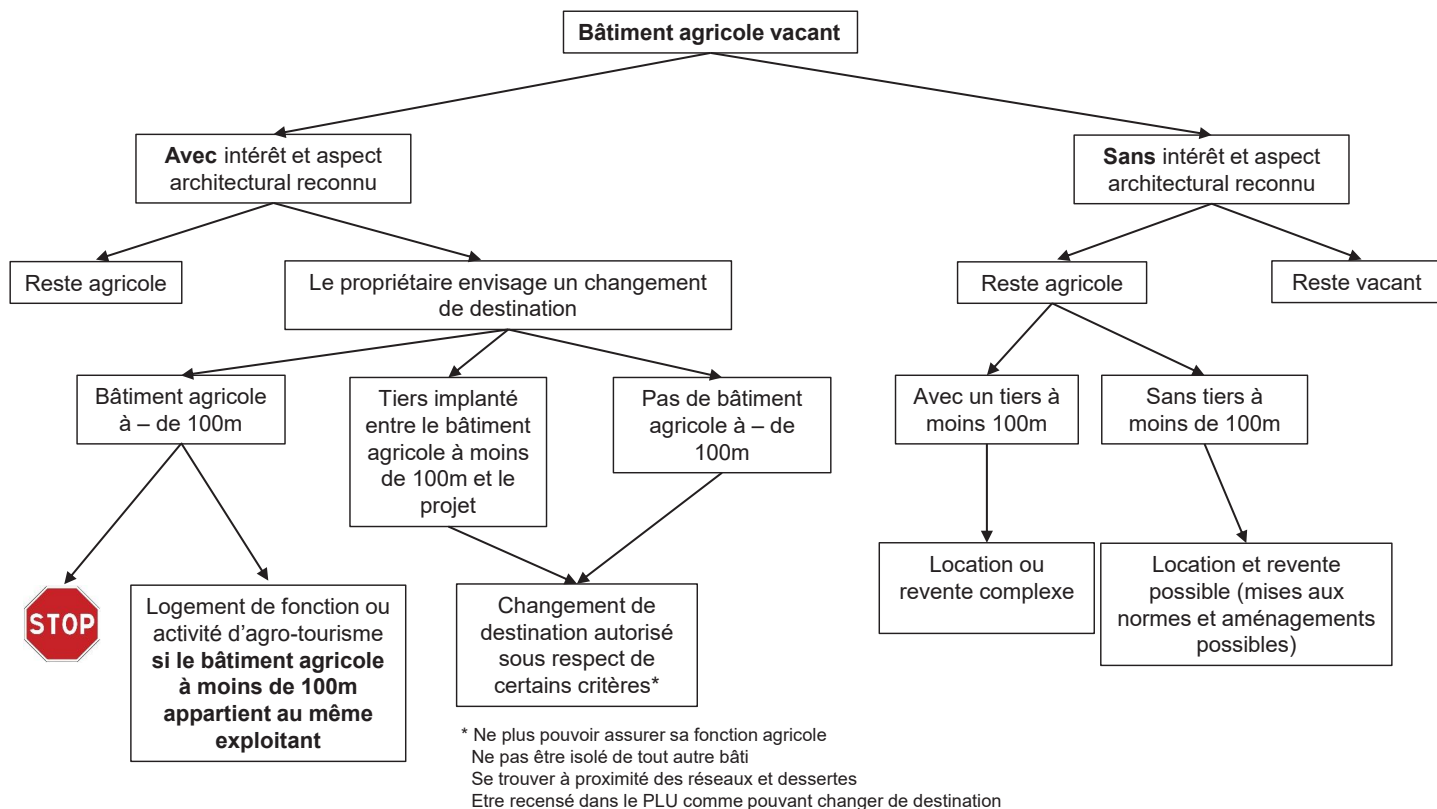 Bâtiment agricole vacant
Avec intérêt et aspect
architectural reconnu
Sans intérêt et aspect
architectural reconnu
Reste agricole
Le propriétaire envisage un changement
de destination
Reste agricole
Reste vacant
Bâtiment agricole
à – de 100m
Tiers implanté
entre le bâtiment
agricole à moins
de 100m et le
projet
Pas de bâtiment
agricole à – de
100m
Avec un tiers à
moins 100m
Sans tiers à
moins de 100m
STOP
Logement de fonction ou
activité d’agro-tourisme
si le bâtiment agricole
à moins de 100m
appartient au même
exploitant
Changement de
destination autorisé
sous respect de
certains critères*
Location ou
revente complexe
Location et revente
possible (mises aux
normes et aménagements
possibles)
* Ne plus pouvoir assurer sa fonction agricole
Ne pas être isolé de tout autre bâti
Se trouver à proximité des réseaux et dessertes
Etre recensé dans le PLU comme pouvant changer de destination